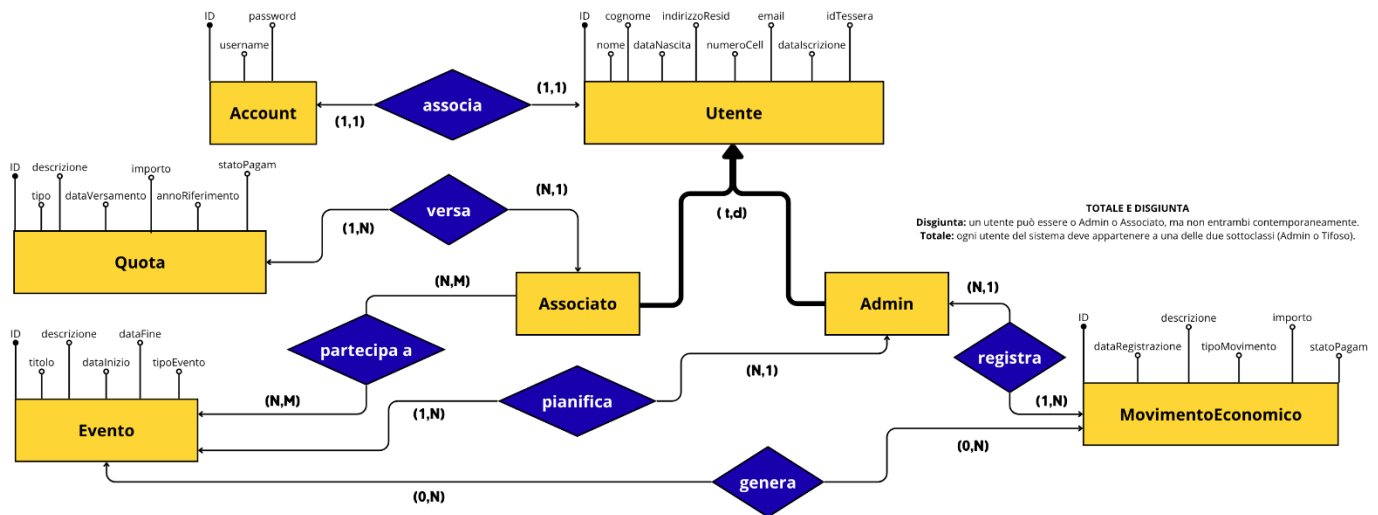 ID
password
username
Account
(1,1)
associa
(1,1)
ID
cognome
indirizzoResid
email
idTessera
nome
dataNascita
numeroCell
dataIscrizione
Utente
ID
descrizione
importo
statoPagam
tipo
dataVersamento
annoRiferimento
Quota
(1,N)
versa
(N,1)
( t,d)
TOTALE E DISGIUNTA
Disgiunta: un utente può essere o Admin o Associato, ma non entrambi contemporaneamente.
Totale: ogni utente del sistema deve appartenere a una delle due sottoclassi (Admin o Tifoso).
Associato
Admin
(N,M)
partecipa a
(N,M)
(N,1)
registra
(1,N)
ID
descrizione
importo
dataRegistrazione
tipoMovimento
statoPagam
MovimentoEconomico
ID
descrizione
dataFine
titolo
dataInizio
tipoEvento
Evento
(1,N)
pianifica
(N,1)
(0,N)
genera
(0,N)